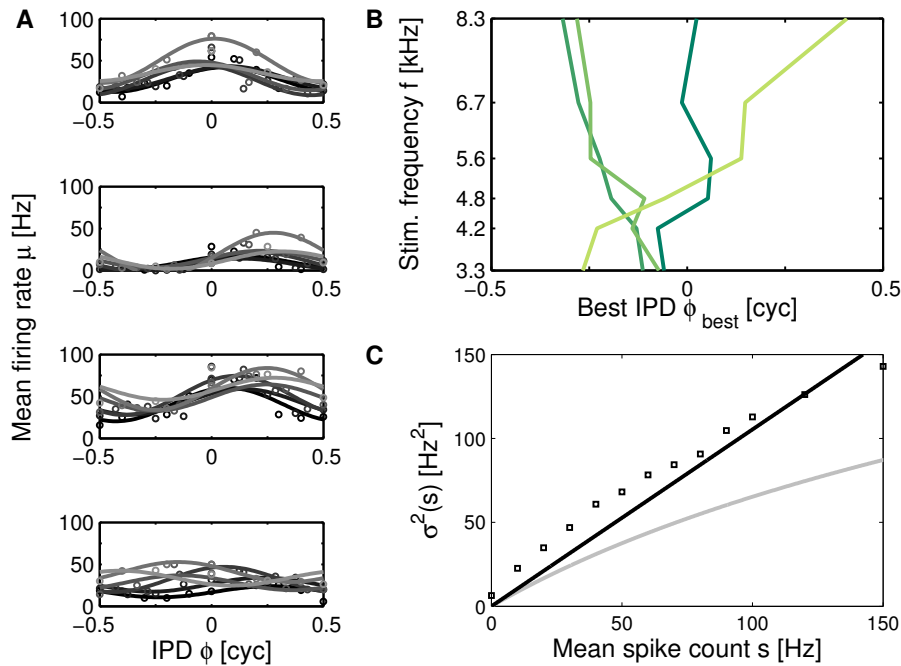 A
Mean firing rate μ [Hz]
100
50
0
−0.5 0 0.5
100
50
0
−0.5 0 0.5
100
50
0
−0.5 0 0.5
100
50
0
−0.5 0 0.5
IPD ϕ [cyc]
B
Stim. frequency f [kHz]
8.3
6.7
5.6
4.8
4.2
3.3
−0.5 0 0.5
Best IPD ϕ_best [cyc]
C
σ²(s) [Hz²]
150
100
50
0
0 50 100 150
Mean spike count s [Hz]